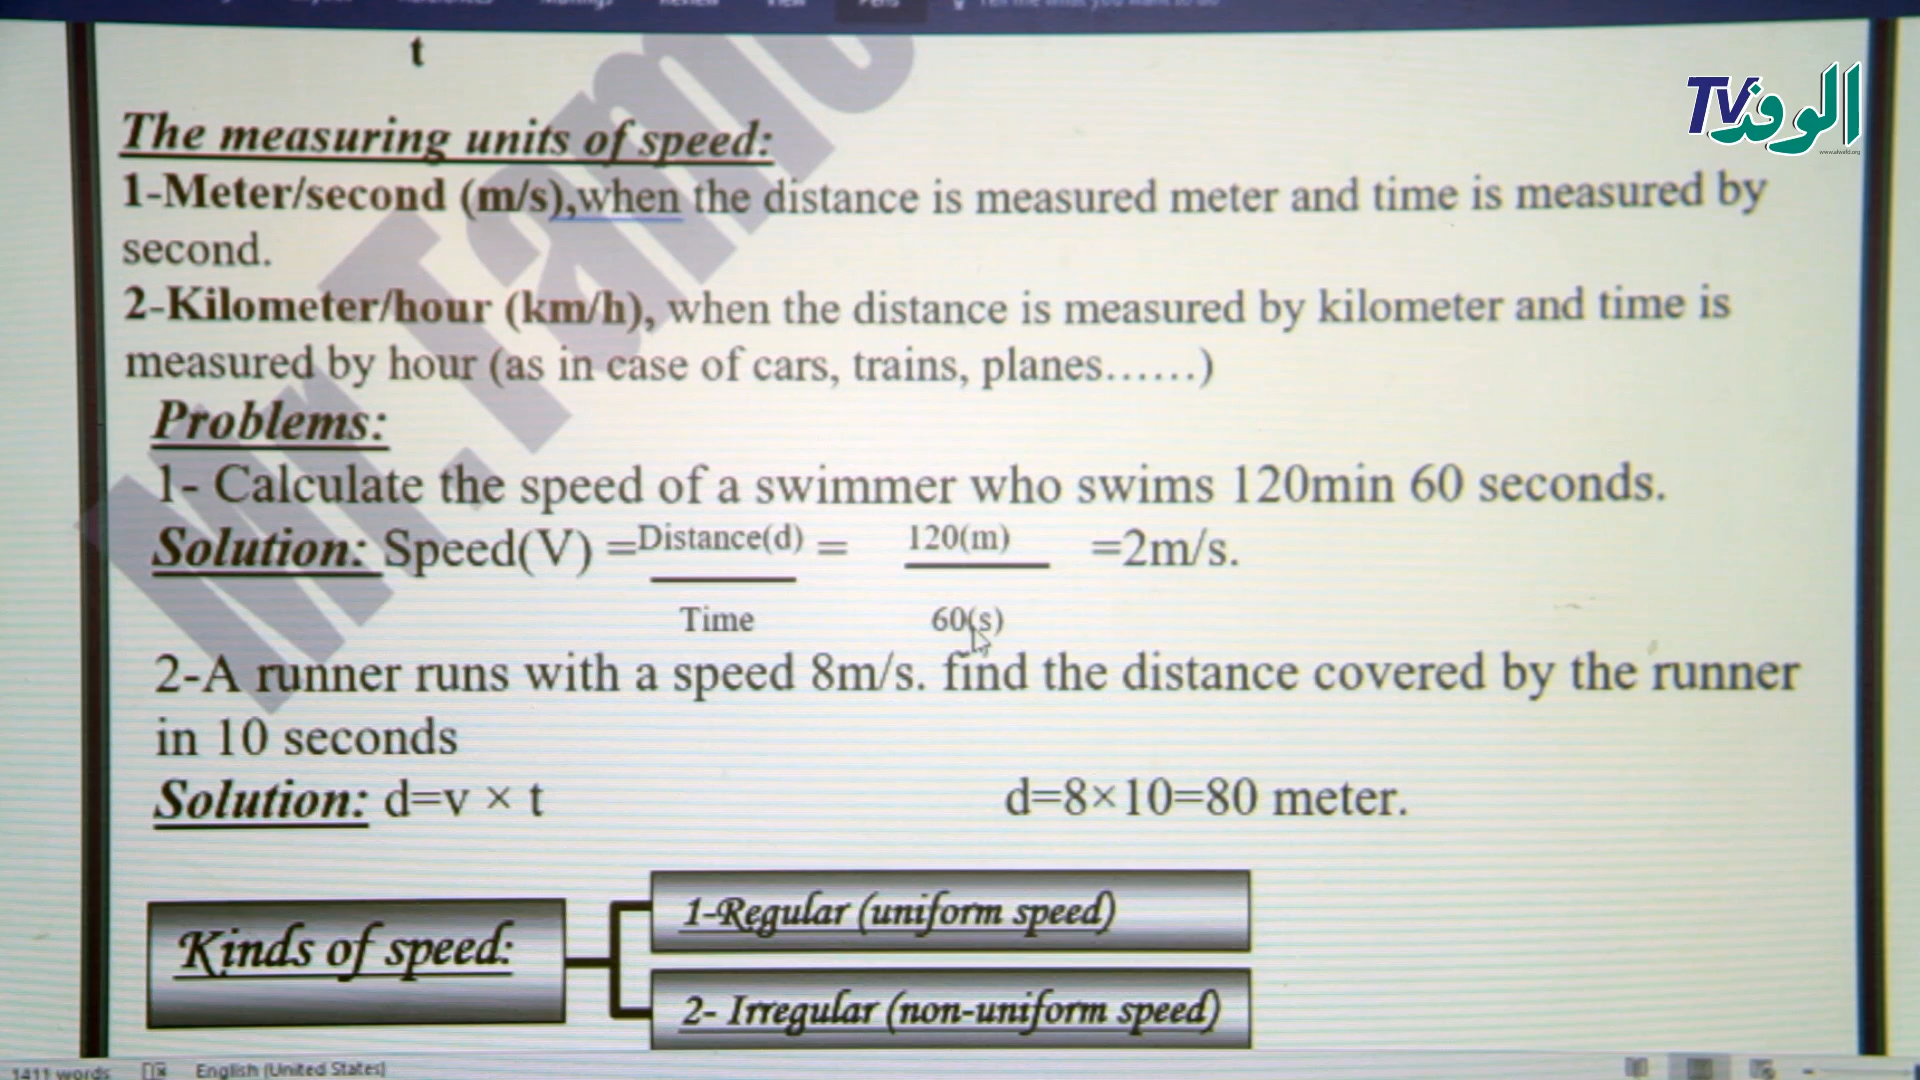 t
TV الوفد
www.alwafd.org
The measuring units of speed:
1-Meter/second (m/s),when the distance is measured meter and time is measured by
second.
2-Kilometer/hour (km/h), when the distance is measured by kilometer and time is
measured by hour (as in case of cars, trains, planes……)
Problems:
1- Calculate the speed of a swimmer who swims 120min 60 seconds.
Solution: Speed(V) =Distance(d) = 120(m) =2m/s.
Time 60(s)
2-A runner runs with a speed 8m/s. find the distance covered by the runner
in 10 seconds
Solution: d=v × t d=8×10=80 meter.
Kinds of speed:
1-Regular (uniform speed)
2- Irregular (non-uniform speed)
1411 words English (United States)